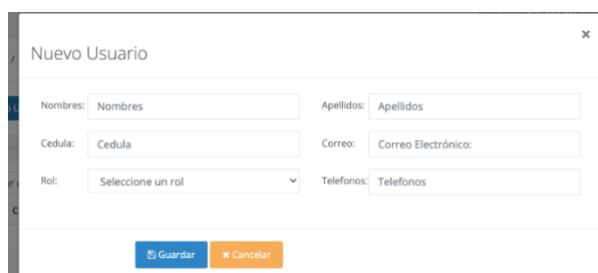 ×
Nuevo Usuario
Nombres: Nombres Apellidos: Apellidos
Cedula: Cedula Correo: Correo Electrónico:
Rol: Seleccione un rol Telefonos: Telefonos
Guardar × Cancelar